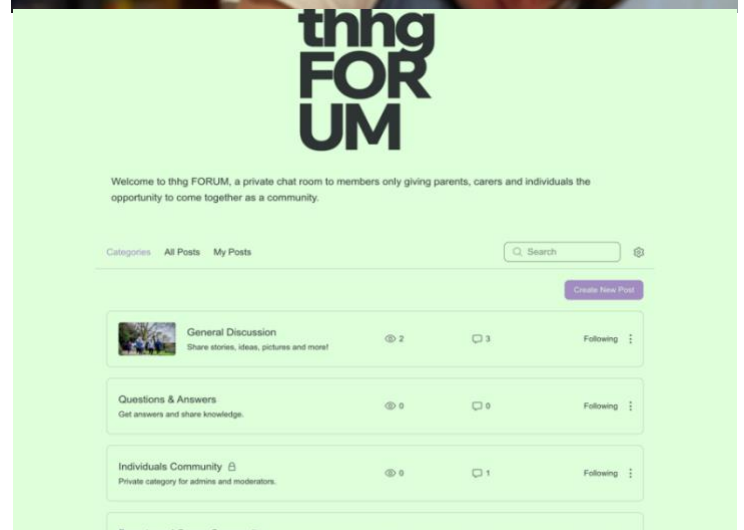 thhg
FOR
UM
Welcome to thhg FORUM, a private chat room to members only giving parents, carers and individuals the
opportunity to come together as a community.
Categories All Posts My Posts Search
Create New Post
General Discussion
Share stories, ideas, pictures and more!
2 3 Following
Questions & Answers
Get answers and share knowledge.
0 0 Following
Individuals Community
Private category for admins and moderators.
0 1 Following